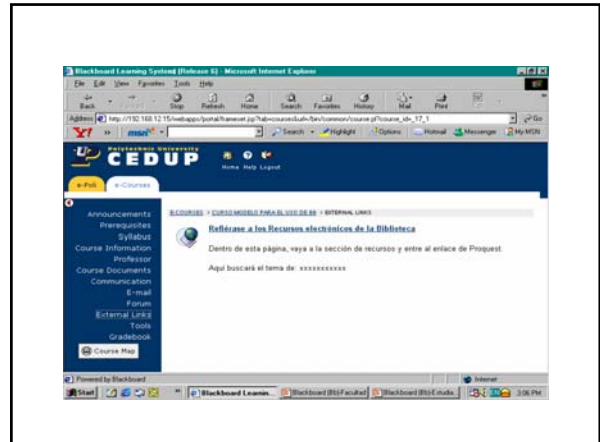 Blackboard Learning System (Release 6) - Microsoft Internet Explorer
File Edit View Favorites Tools Help
Back Stop Refresh Home Search Favorites History Mail Print
Address http://192.168.12.15/webapps/portal/frameset.jsp?tab=courses&url=/bin/common/course.pl?course_id=_17_1 Go
Y! msn Search Highlight Options Hotmail Messenger My MSN
Polytechnic University
CEDUP
Home Help Logout
e-Poli e-Courses
E-COURSES > CURSO MODELO PARA EL USO DE BB > EXTERNAL LINKS
Announcements
Prerequisites
Syllabus
Course Information
Professor
Course Documents
Communication
E-mail
Forum
External Links
Tools
Gradebook
Course Map
Refiérase a los Recursos electrónicos de la Biblioteca
Dentro de esta página, vaya a la sección de recursos y entre al enlace de Proquest.
Aquí buscará el tema de: xxxxxxxxxxx
Powered by Blackboard Internet
Start Blackboard Learnin... Blackboard (Bb)-Facultad Blackboard (Bb)-Estudia... 3:06 PM